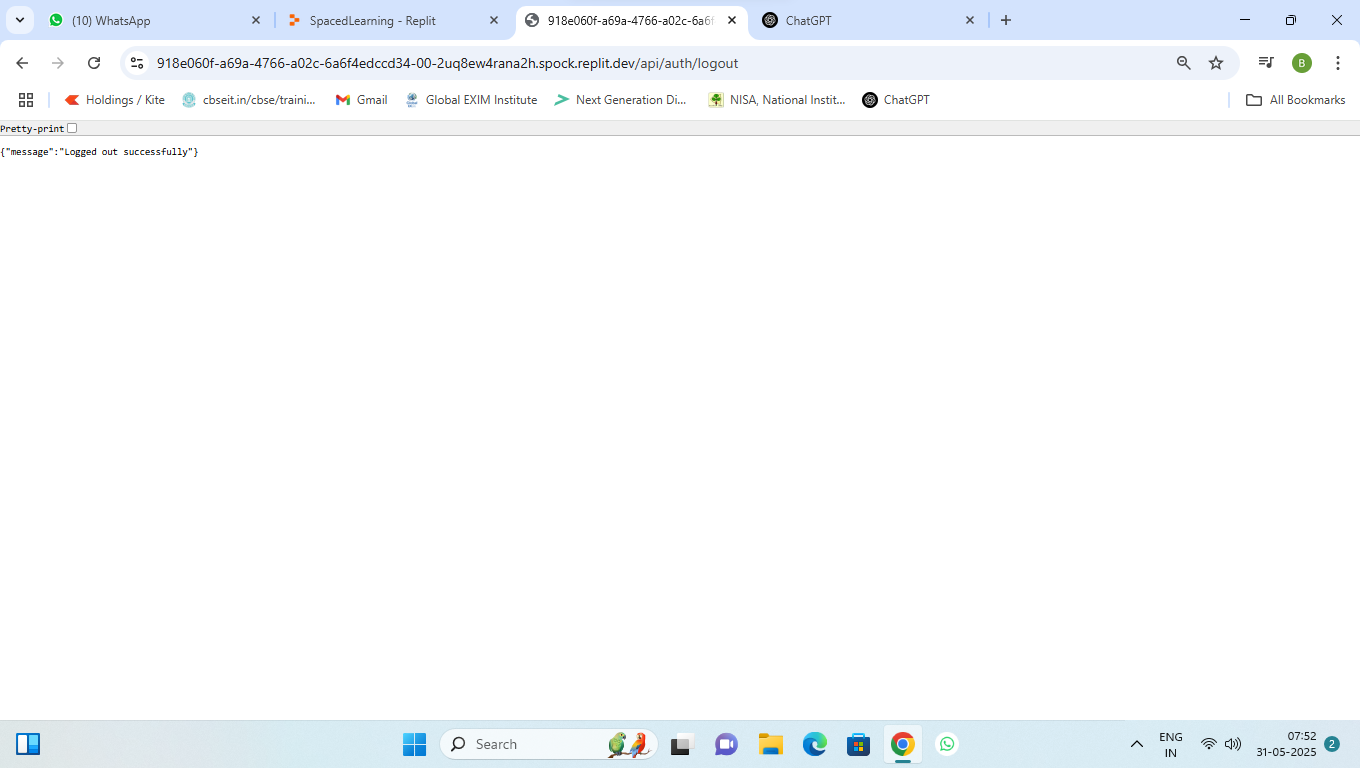 (10) WhatsApp
SpacedLearning - Replit
918e060f-a69a-4766-a02c-6a6f
ChatGPT
918e060f-a69a-4766-a02c-6a6f4edccd34-00-2uq8ew4rana2h.spock.replit.dev/api/auth/logout
B
Holdings / Kite
cbseit.in/cbse/traini...
Gmail
Global EXIM Institute
Next Generation Di...
NISA, National Instit...
ChatGPT
All Bookmarks
Pretty-print
{"message":"Logged out successfully"}
Search
ENG
IN
07:52
31-05-2025
2